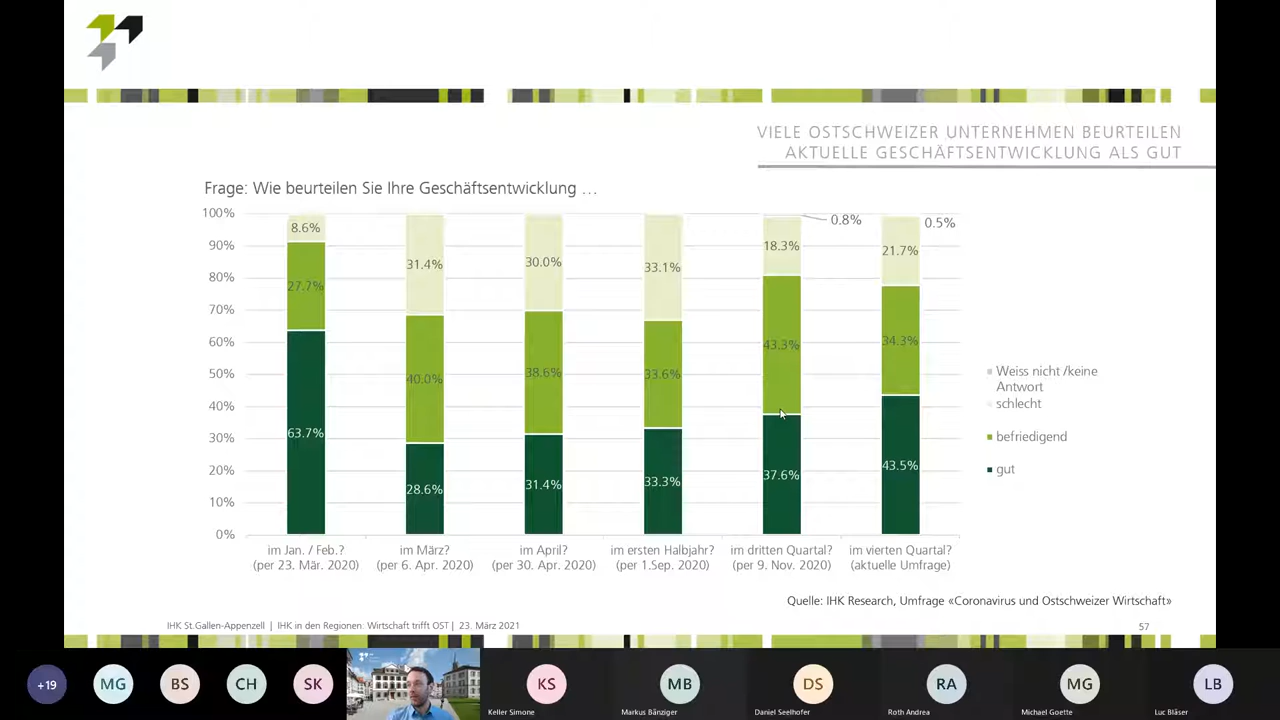 VIELE OSTSCHWEIZER UNTERNEHMEN BEURTEILEN
AKTUELLE GESCHÄFTSENTWICKLUNG ALS GUT
Frage: Wie beurteilen Sie Ihre Geschäftsentwicklung …
100%
90%
80%
70%
60%
50%
40%
30%
20%
10%
0%
8.6%
27.7%
63.7%
31.4%
40.0%
28.6%
30.0%
38.6%
31.4%
33.1%
33.6%
33.3%
0.8%
18.3%
43.3%
37.6%
0.5%
21.7%
34.3%
43.5%
im Jan. / Feb.?
(per 23. Mär. 2020)
im März?
(per 6. Apr. 2020)
im April?
(per 30. Apr. 2020)
im ersten Halbjahr?
(per 1.Sep. 2020)
im dritten Quartal?
(per 9. Nov. 2020)
im vierten Quartal?
(aktuelle Umfrage)
Weiss nicht /keine
Antwort
schlecht
befriedigend
gut
Quelle: IHK Research, Umfrage «Coronavirus und Ostschweizer Wirtschaft»
IHK St.Gallen-Appenzell | IHK in den Regionen: Wirtschaft trifft OST | 23. März 2021
57
+19
MG
BS
CH
SK
KS
Keller Simone
MB
Markus Bänziger
DS
Daniel Seelhofer
RA
Roth Andrea
MG
Michael Goette
LB
Luc Bläser